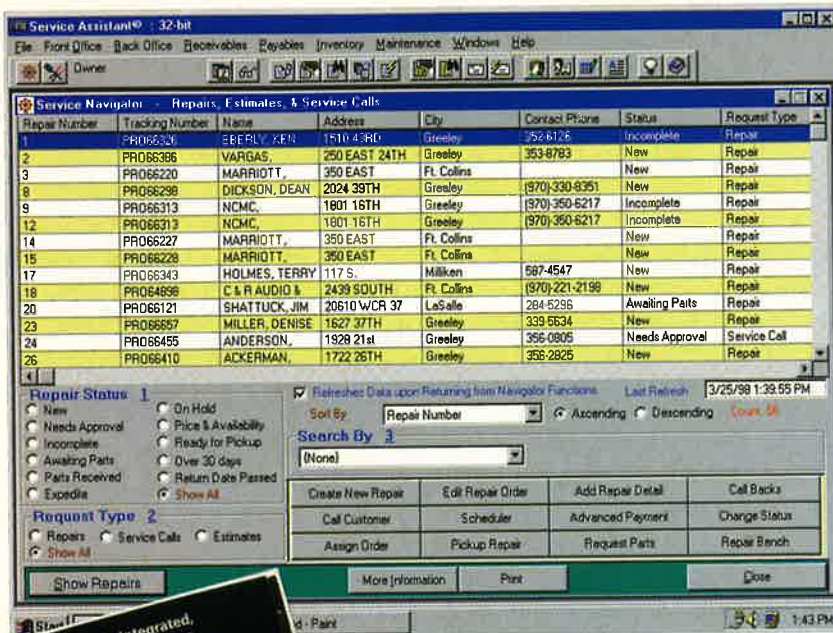 Service Assistant© : 32-bit
File Front Office Back Office Receivables Payables Inventory Maintenance Windows Help
Owner
Service Navigator - Repairs, Estimates, & Service Calls
Repair Number Tracking Number Name Address City Contact Phone Status Request Type
1 PRO66326 EBERLY, KEN 1510 43RD Greeley 352-6126 Incomplete Repair
2 PRO66386 VARGAS, 250 EAST 24TH Greeley 353-8783 New Repair
3 PRO66220 MARRIOTT, 350 EAST Ft. Collins New Repair
8 PRO66298 DICKSON, DEAN 2024 39TH Greeley (970)-330-8351 New Repair
9 PRO66313 NCMC, 1801 16TH Greeley (970)-350-6217 Incomplete Repair
12 PRO66313 NCMC, 1801 16TH Greeley (970)-350-6217 Incomplete Repair
14 PRO66227 MARRIOTT, 350 EAST Ft. Collins New Repair
15 PRO66228 MARRIOTT, 350 EAST Ft. Collins New Repair
17 PRO66343 HOLMES, TERRY 117 S. Milliken 587-4547 New Repair
18 PRO64898 C & R AUDIO & 2439 SOUTH Ft. Collins (970)-221-2198 New Repair
20 PRO66121 SHATTUCK, JIM 20610 WCR 37 LaSalle 284-5296 Awaiting Parts Repair
23 PRO66657 MILLER, DENISE 1627 37TH Greeley 339-5634 New Repair
24 PRO66455 ANDERSON, 1928 21st Greeley 356-0805 Needs Approval Service Call
26 PRO66410 ACKERMAN, 1722 26TH Greeley 356-2825 New Repair
Repair Status 1
New
Needs Approval
Incomplete
Awaiting Parts
Parts Received
Expedite
On Hold
Price & Availability
Ready for Pickup
Over 30 days
Return Date Passed
Show All
Refreshes Data upon Returning from Navigator Functions Last Refresh 3/25/98 1:39:55 PM
Sort By Repair Number Ascending Descending Count: 56
Search By 3
(None)
Request Type 2
Repairs Service Calls Estimates
Show All
Create New Repair Edit Repair Order Add Repair Detail Call Backs
Call Customer Scheduler Advanced Payment Change Status
Assign Order Pickup Repair Request Parts Repair Bench
Show Repairs More Information Print Close
integrated,
Start d - Paint 1:43 PM